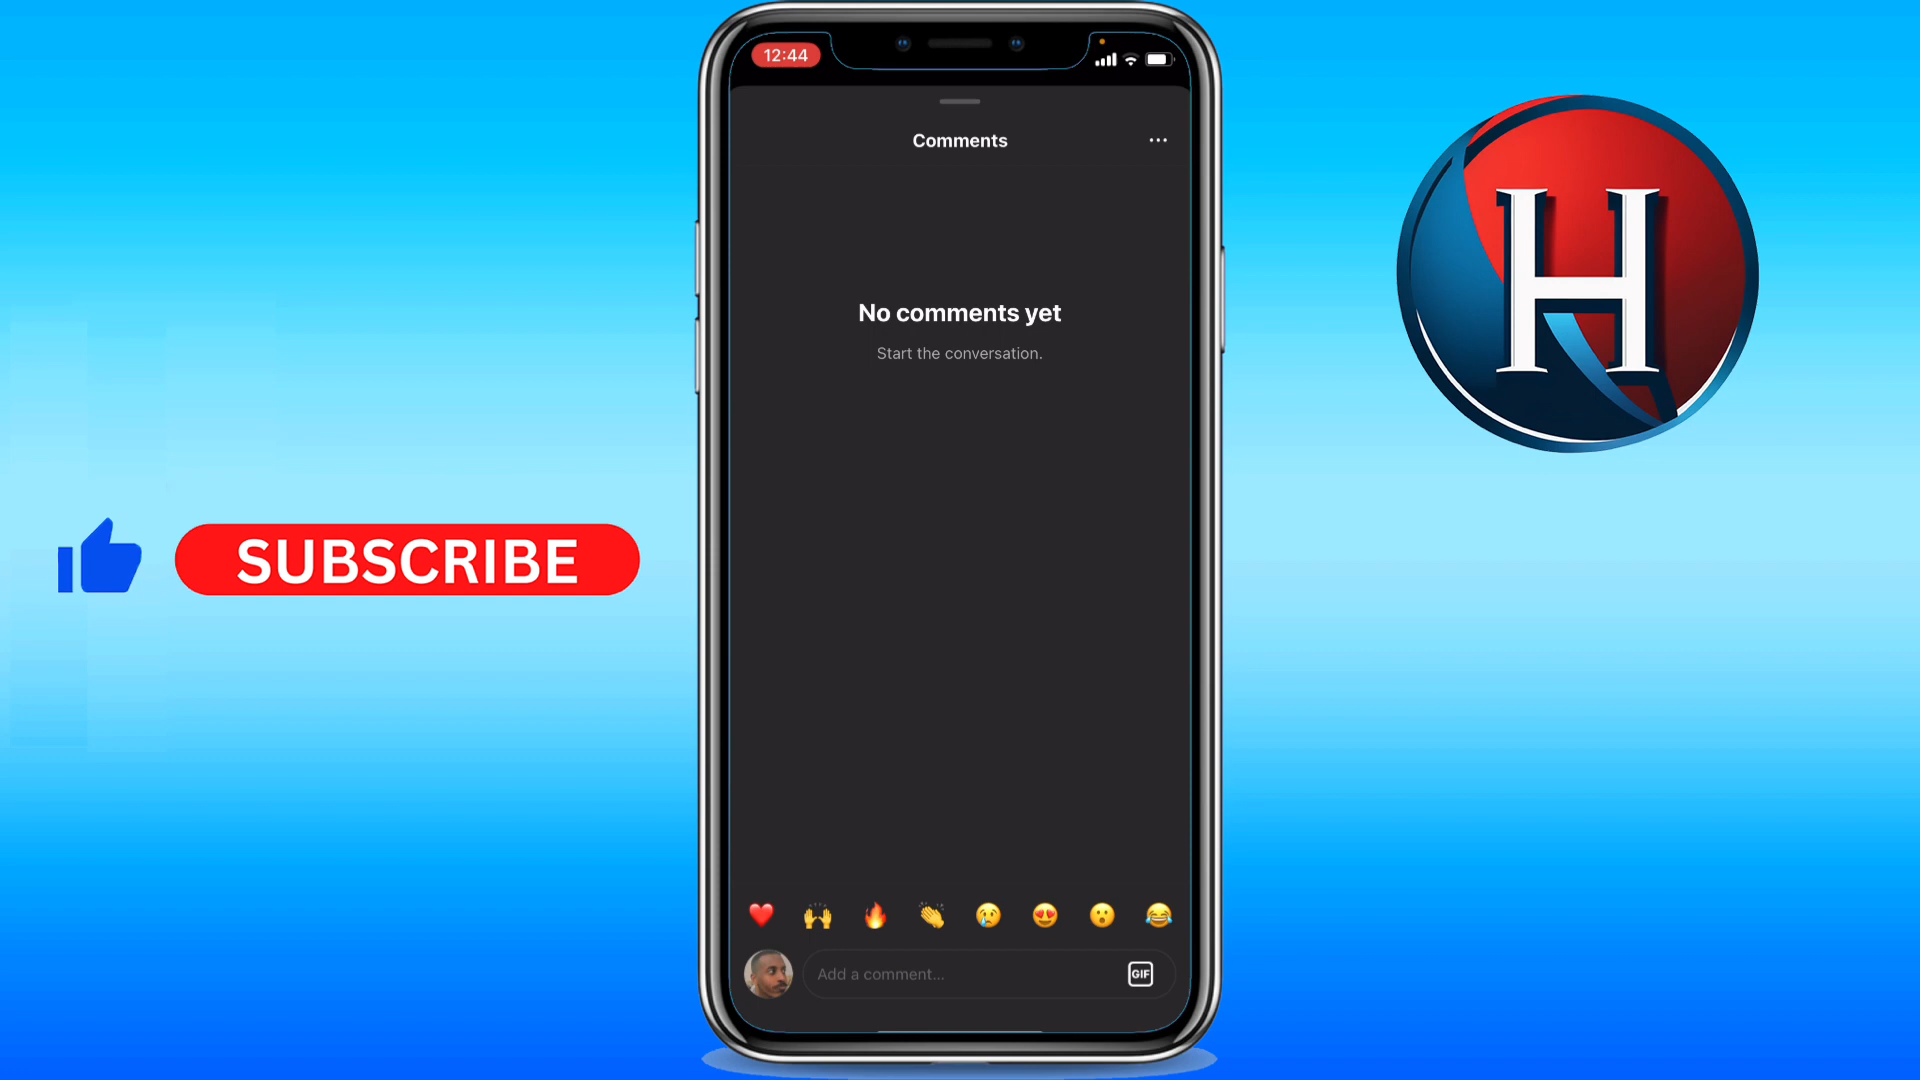 12:44
Comments
No comments yet
Start the conversation.
SUBSCRIBE
H
Add a comment...
GIF